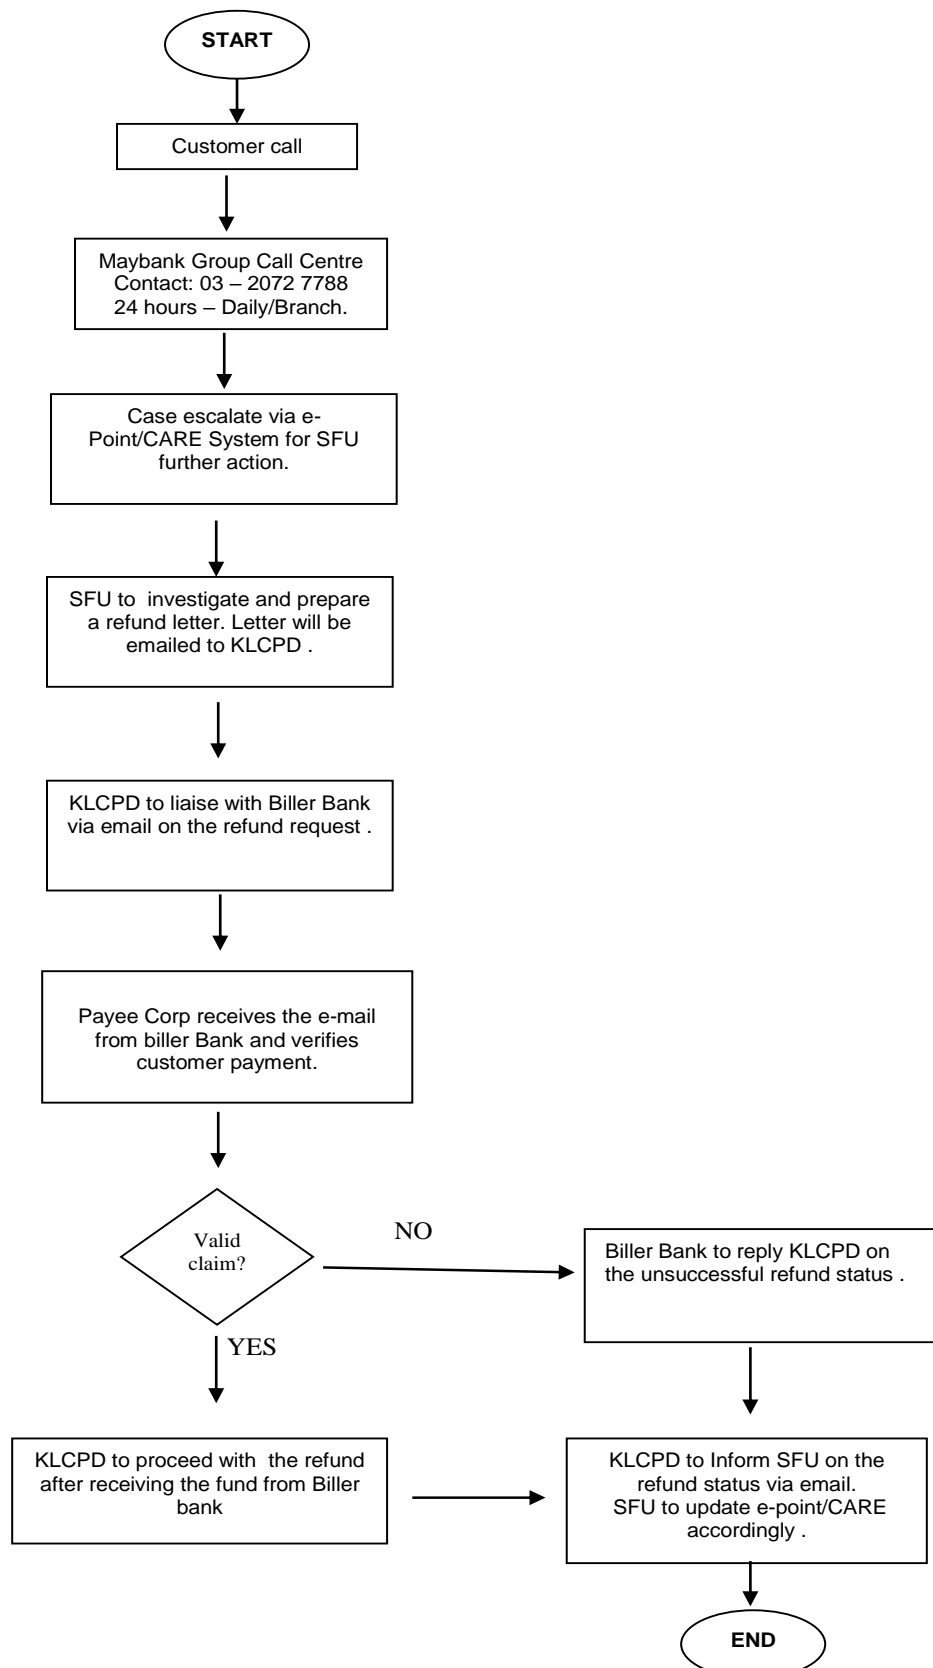 START
Customer call
Maybank Group Call Centre
Contact: 03 – 2072 7788
24 hours – Daily/Branch.
Case escalate via e-
Point/CARE System for SFU
further action.
SFU to  investigate and prepare
a refund letter. Letter will be
emailed to KLCPD .
KLCPD to liaise with Biller Bank
via email on the refund request .
Payee Corp receives the e-mail
from biller Bank and verifies
customer payment.
Valid
claim?
NO
Biller Bank to reply KLCPD on
the unsuccessful refund status .
YES
KLCPD to proceed with  the refund
after receiving the fund from Biller
bank
KLCPD to Inform SFU on the
refund status via email.
SFU to update e-point/CARE
accordingly .
END